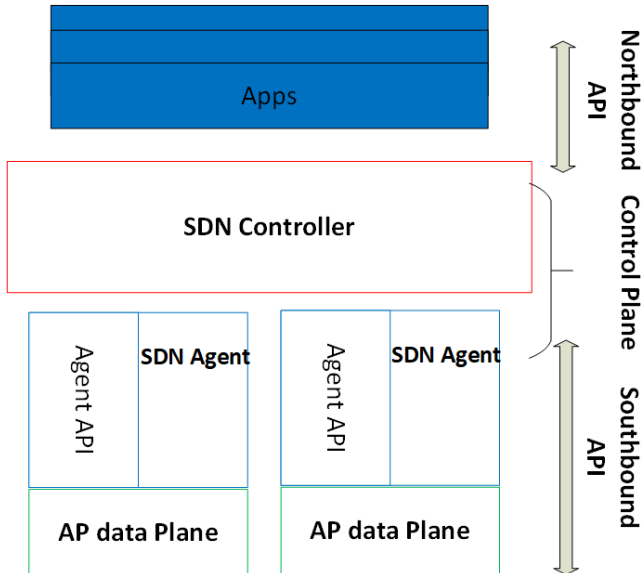 Apps
Northbound
API
SDN Controller
Control Plane
Agent API
SDN Agent
Agent API
SDN Agent
Southbound
API
AP data Plane
AP data Plane